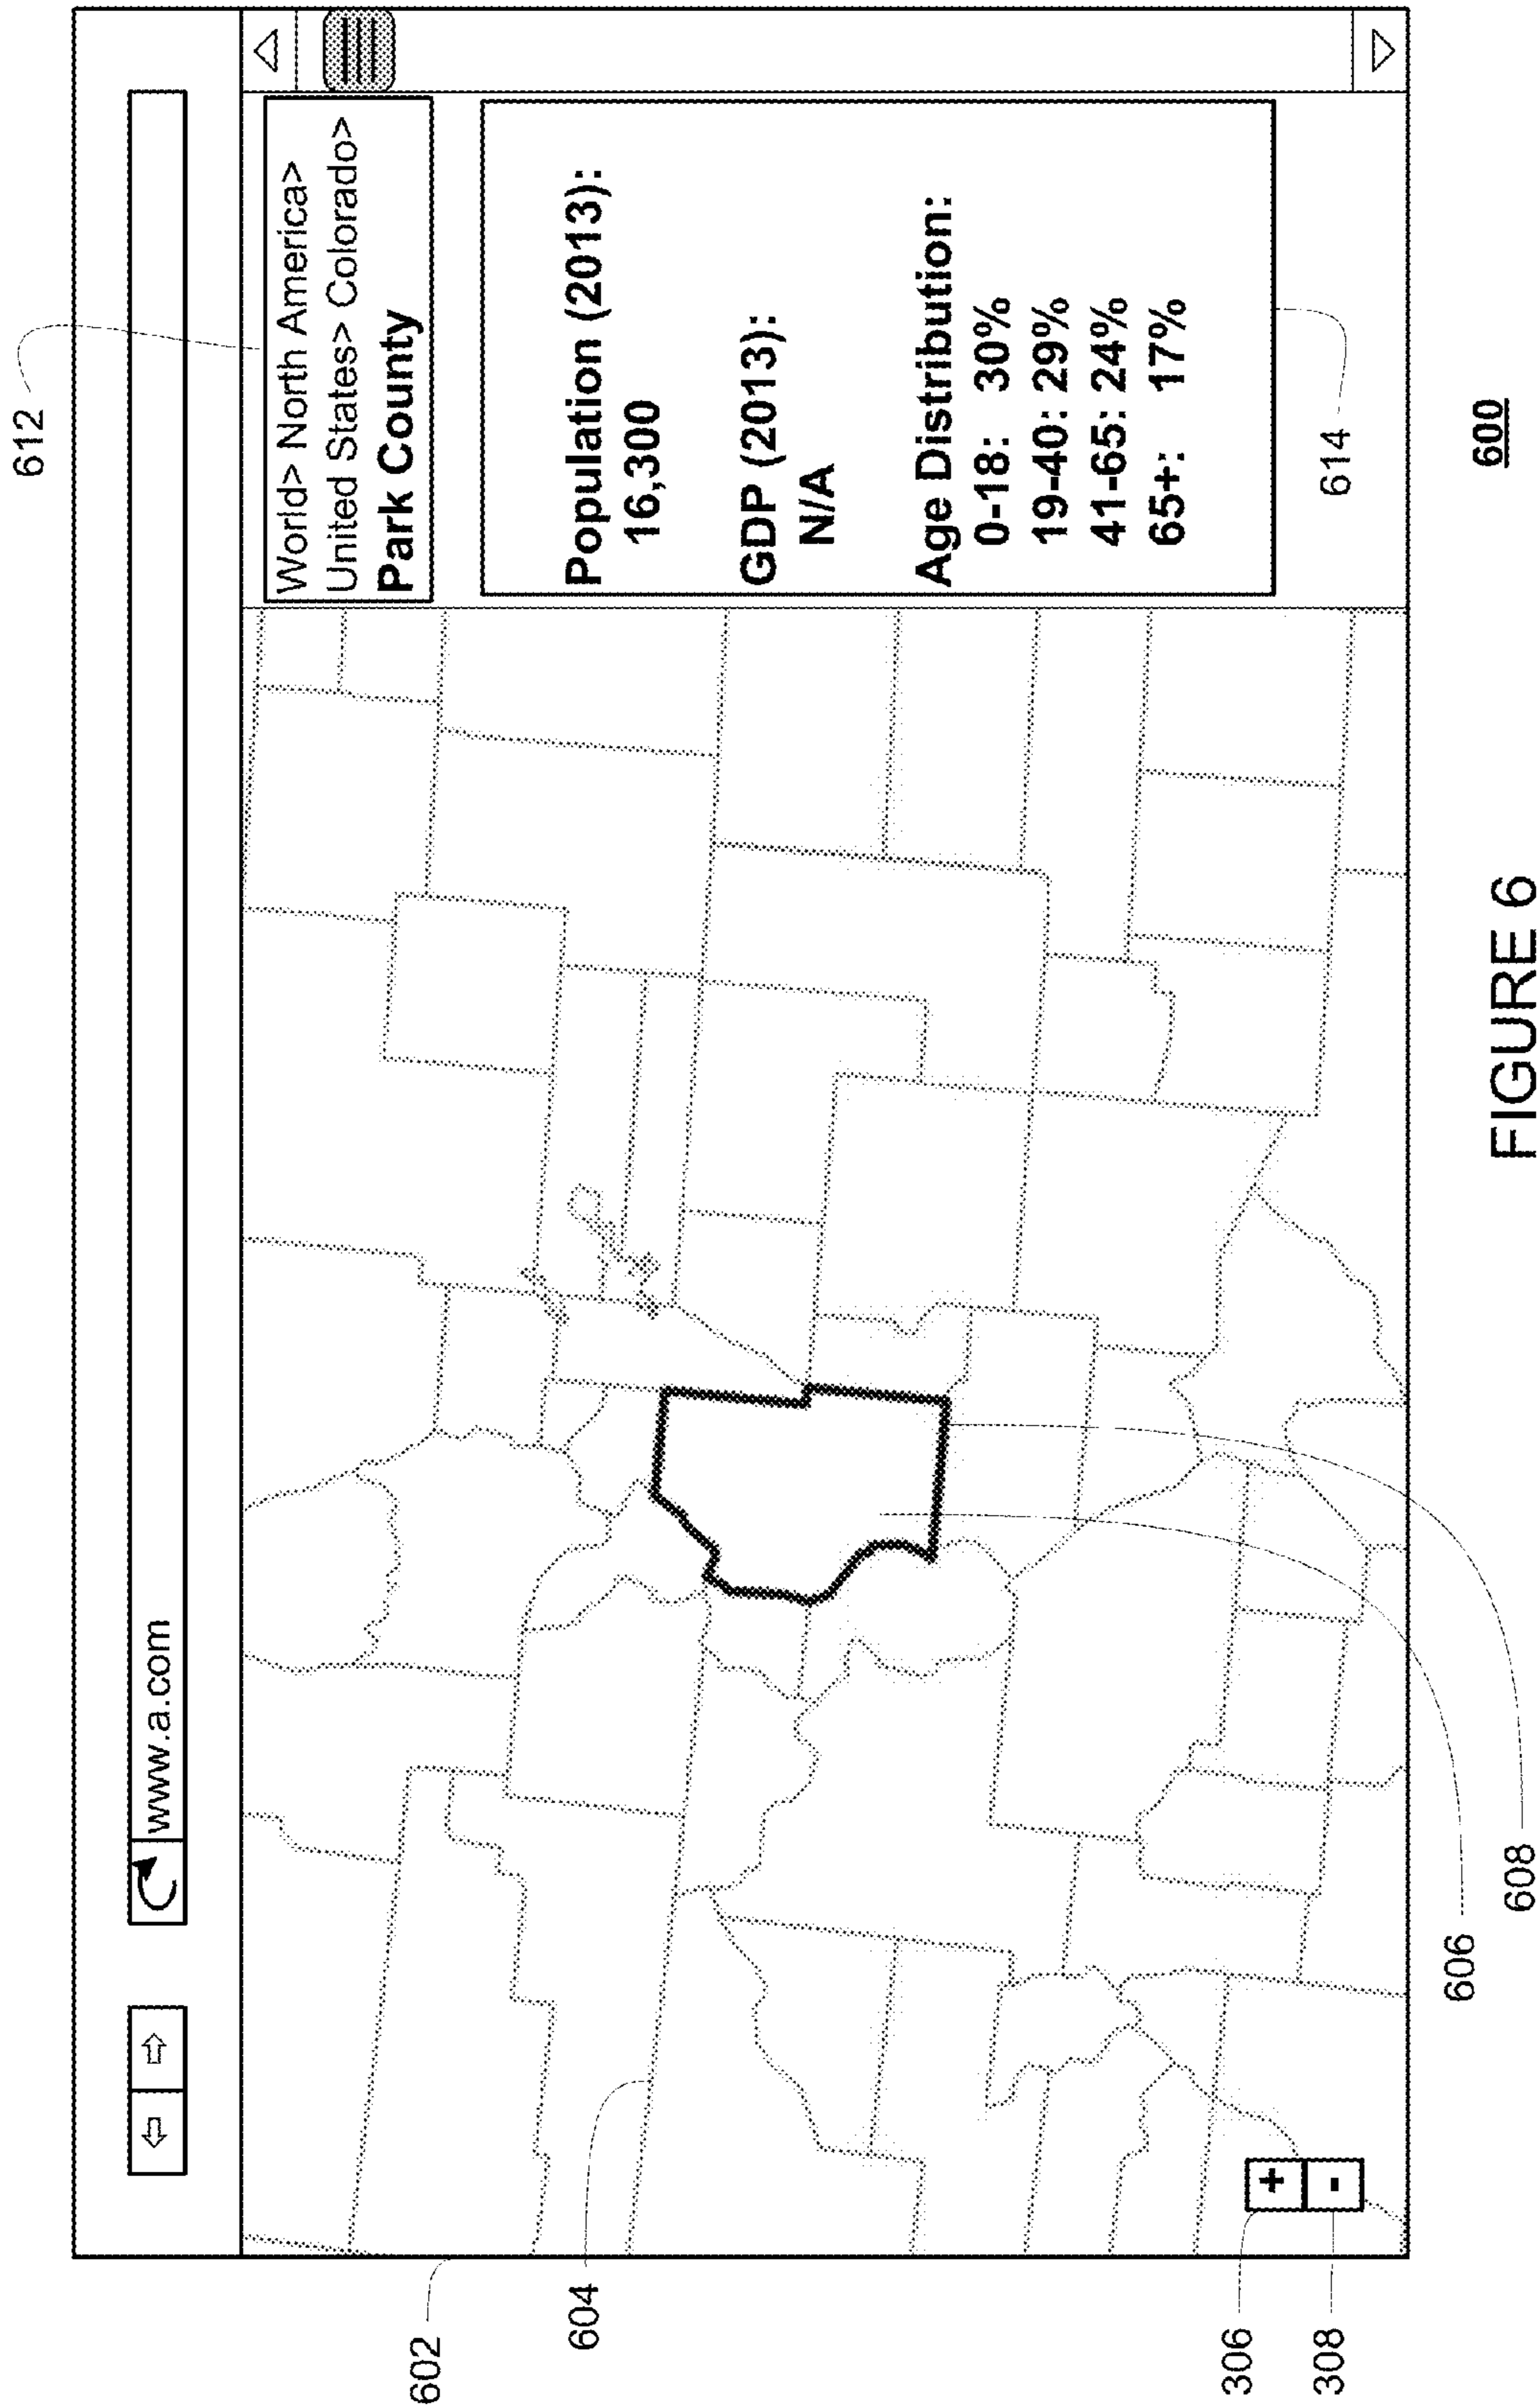 www.a.com
612
World> North America>
United States> Colorado>
Park County
Population (2013):
16,300
GDP (2013):
N/A
Age Distribution:
0-18: 30%
19-40: 29%
41-65: 24%
65+: 17%
614
602
604
306
+
308
-
606
608
600
FIGURE 6